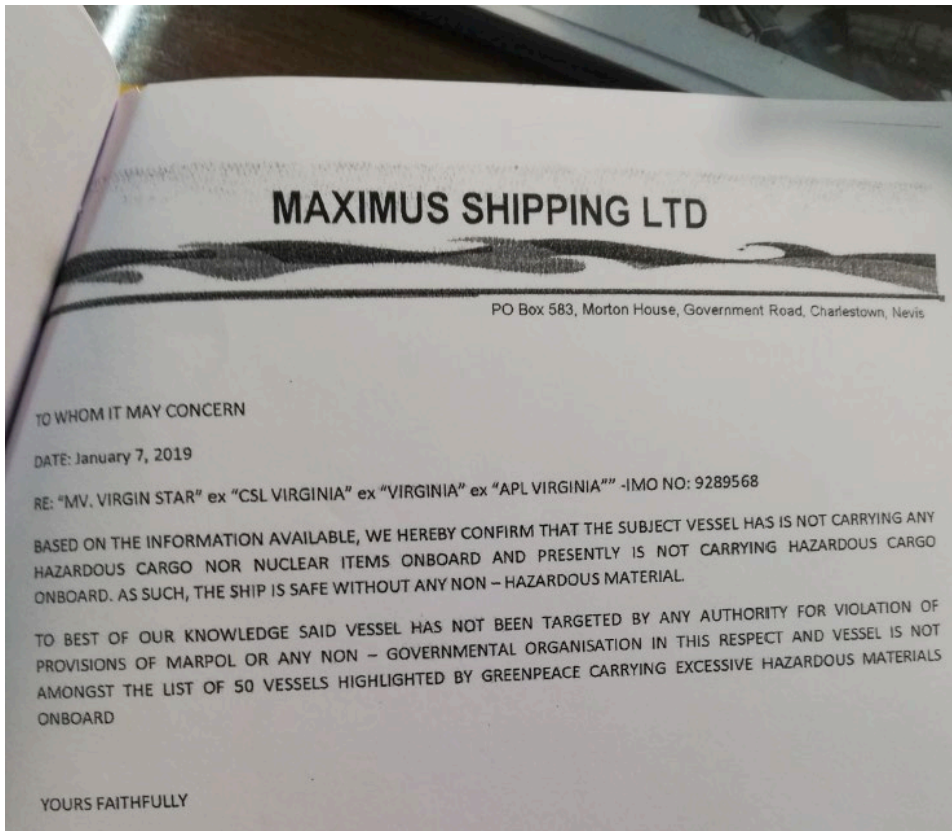 MAXIMUS SHIPPING LTD
PO Box 583, Morton House, Government Road, Charlestown, Nevis
TO WHOM IT MAY CONCERN
DATE: January 7, 2019
RE: "MV. VIRGIN STAR" ex "CSL VIRGINIA" ex "VIRGINIA" ex "APL VIRGINIA"" -IMO NO: 9289568
BASED ON THE INFORMATION AVAILABLE, WE HEREBY CONFIRM THAT THE SUBJECT VESSEL HAS IS NOT CARRYING ANY
HAZARDOUS CARGO NOR NUCLEAR ITEMS ONBOARD AND PRESENTLY IS NOT CARRYING HAZARDOUS CARGO
ONBOARD. AS SUCH, THE SHIP IS SAFE WITHOUT ANY NON – HAZARDOUS MATERIAL.
TO BEST OF OUR KNOWLEDGE SAID VESSEL HAS NOT BEEN TARGETED BY ANY AUTHORITY FOR VIOLATION OF
PROVISIONS OF MARPOL OR ANY NON – GOVERNMENTAL ORGANISATION IN THIS RESPECT AND VESSEL IS NOT
AMONGST THE LIST OF 50 VESSELS HIGHLIGHTED BY GREENPEACE CARRYING EXCESSIVE HAZARDOUS MATERIALS
ONBOARD
YOURS FAITHFULLY